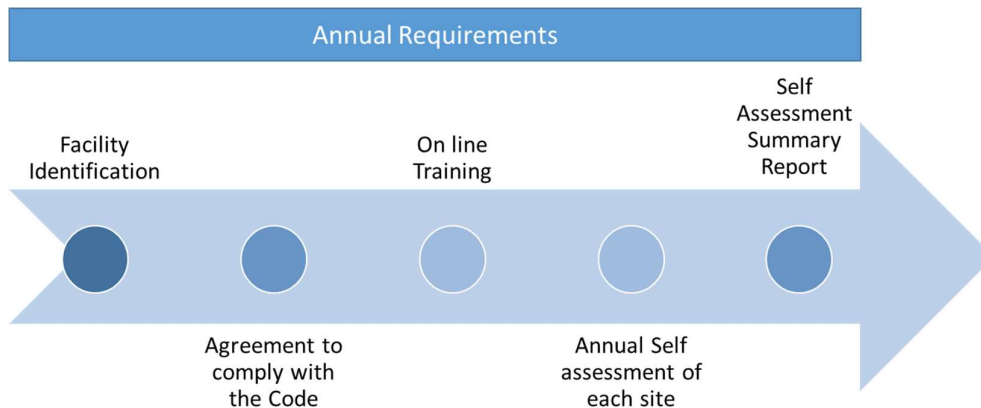 Annual Requirements
Facility
Identification
Agreement to
comply with
the Code
On line
Training
Annual Self
assessment of
each site
Self
Assessment
Summary
Report